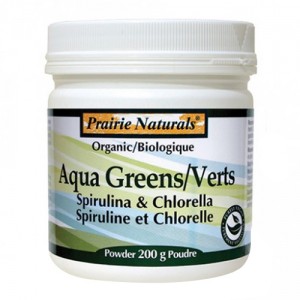 Prairie Naturals®
Organic/Biologique
Aqua Greens/Verts
Spirulina & Chlorella
Spiruline et Chlorelle
Powder 200 g Poudre